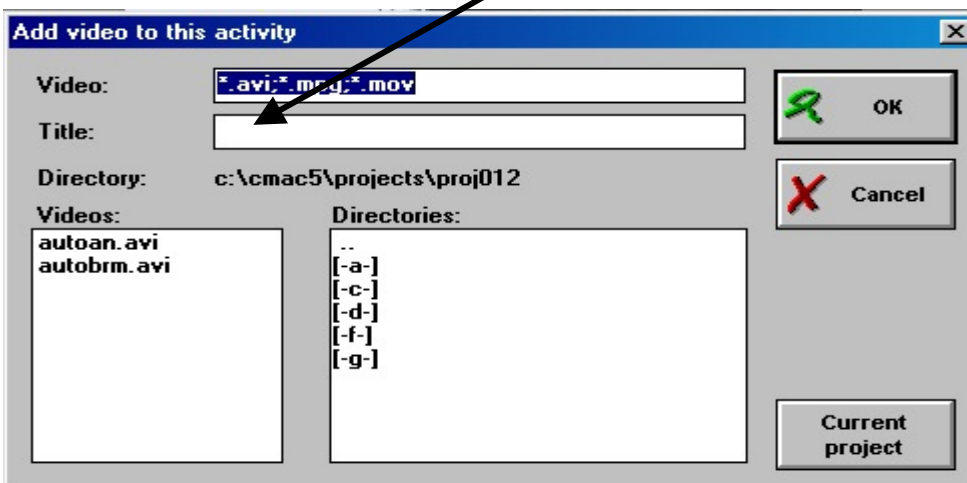 Add video to this activity
Video: *.avi;*.mpg;*.mov
OK
Title:
Directory: c:\cmac5\projects\proj012
Cancel
Videos:
autoan.avi
autobrm.avi
Directories:
..
[-a-]
[-c-]
[-d-]
[-f-]
[-g-]
Current
project